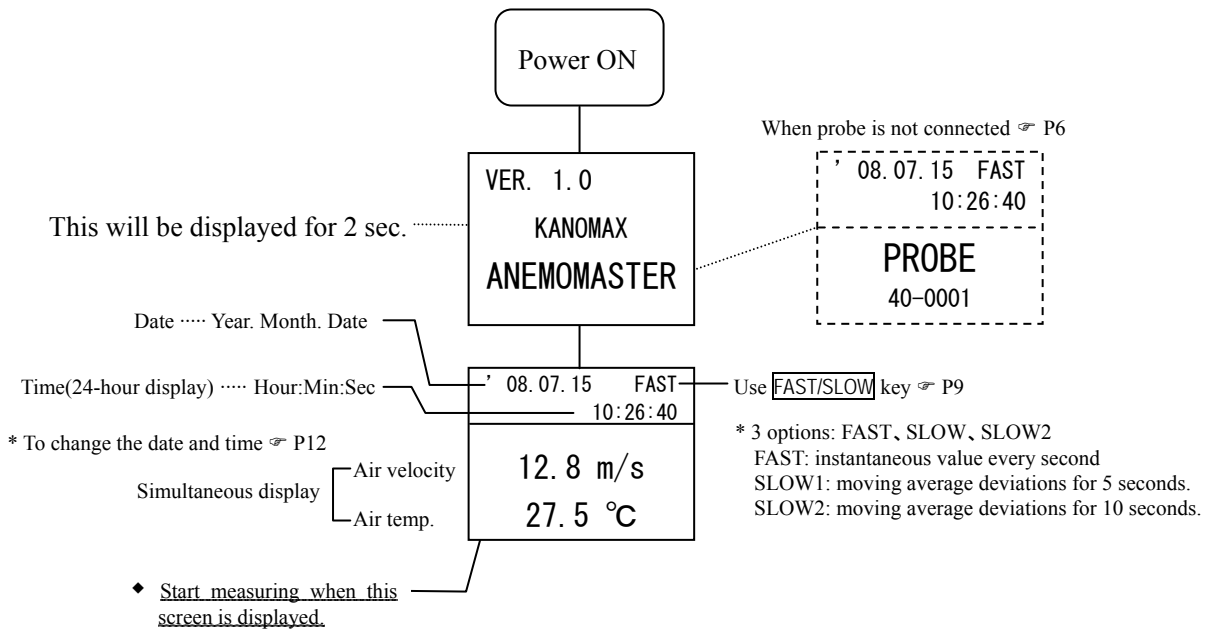 Power ON
When probe is not connected ☞ P6
VER. 1.0
KANOMAX
ANEMOMASTER
This will be displayed for 2 sec.
’ 08.07.15 FAST
10:26:40
PROBE
40-0001
Date ····· Year. Month. Date
Time(24-hour display) ····· Hour:Min:Sec
’ 08.07.15 FAST
10:26:40
Use FAST/SLOW key ☞ P9
* To change the date and time ☞ P12
Simultaneous display
Air velocity
Air temp.
12.8 m/s
27.5 ℃
* 3 options: FAST、SLOW、SLOW2
FAST: instantaneous value every second
SLOW1: moving average deviations for 5 seconds.
SLOW2: moving average deviations for 10 seconds.
◆ Start measuring when this
screen is displayed.